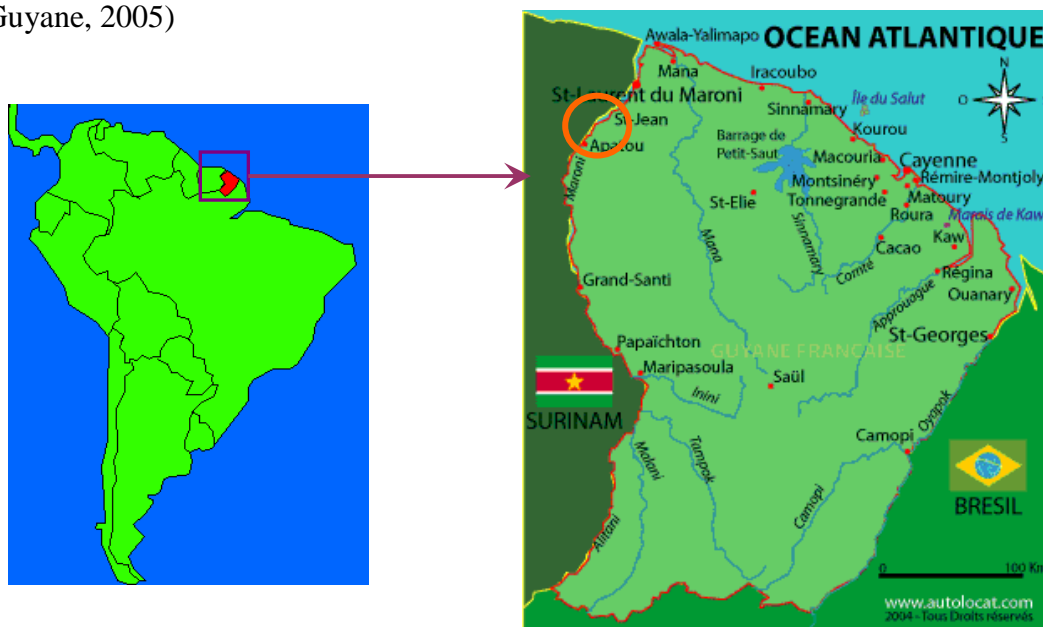 Guyane, 2005)
Awala-Yalimapo
OCEAN ATLANTIQUE
Mana
Iracoubo
N
St-Laurent du Maroni
Sinnamary
Île du Salut
O
St-Jean
Kourou
S
Apatou
Barrage de
Petit-Saut
Macouria
Cayenne
Maroni
Montsinéry
Rémire-Montjoly
St-Elie
Tonnegrande
Matoury
Roura
Marais de Kaw
Mana
Sinnamary
Cacao
Kaw
Comté
Régina
Grand-Santi
Approuague
Ouanary
St-Georges
Papaïchton
GUYANE FRANCAISE
Maripasoula
Saül
Inini
SURINAM
Oyapok
Camopi
Malani
Tampok
BRESIL
Camopi
Alitani
0
100 Km
www.autolocat.com
2004 - Tous Droits réservés